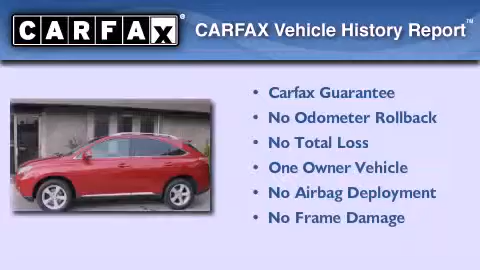 CARFAX® CARFAX Vehicle History Report™
• Carfax Guarantee
• No Odometer Rollback
• No Total Loss
• One Owner Vehicle
• No Airbag Deployment
• No Frame Damage